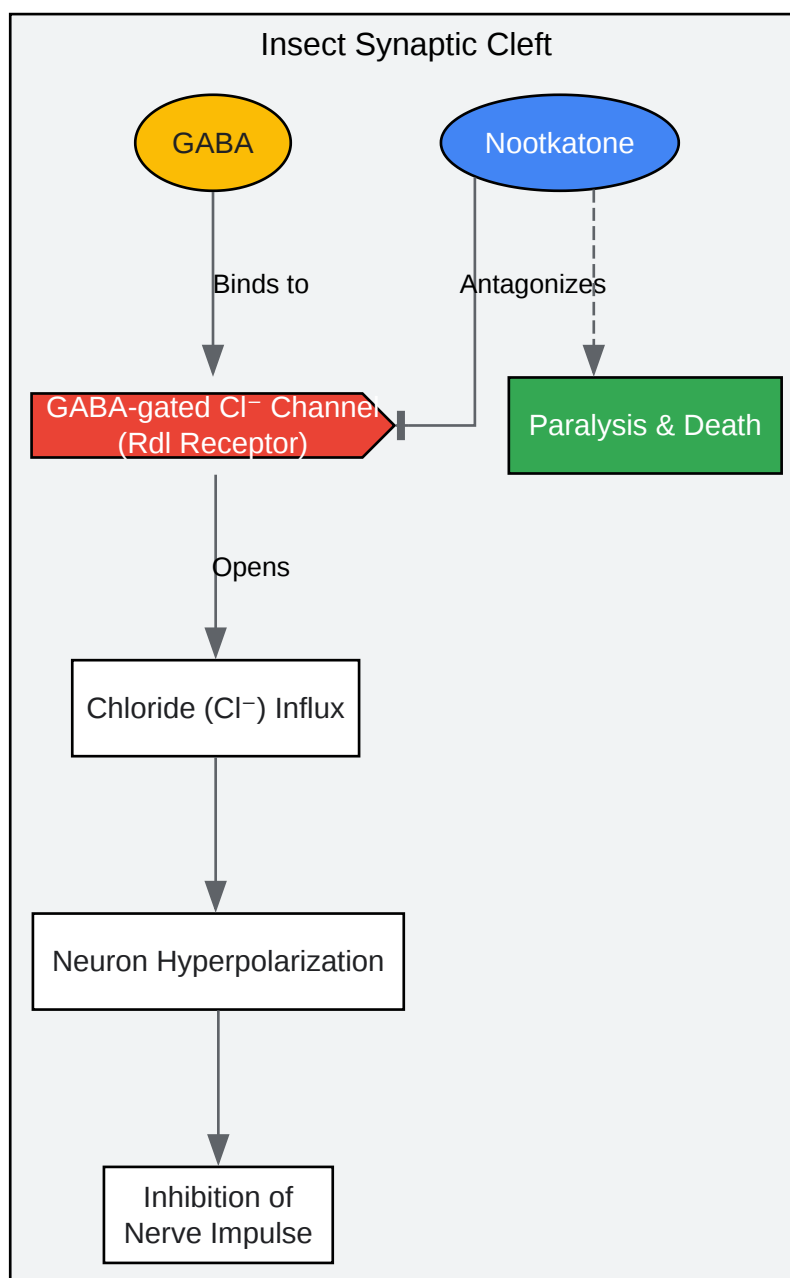 Insect Synaptic Cleft
GABA
Nootkatone
Binds to
Antagonizes
GABA-gated Cl⁻ Channel
(Rdl Receptor)
Paralysis & Death
Opens
Chloride (Cl⁻) Influx
Neuron Hyperpolarization
Inhibition of
Nerve Impulse